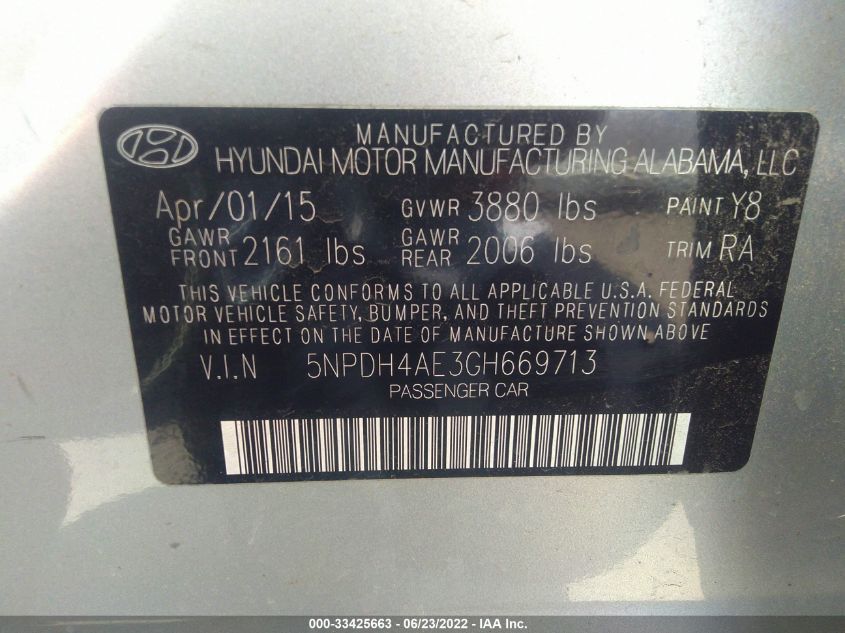 MANUFACTURED BY
HYUNDAI MOTOR MANUFACTURING ALABAMA, LLC
Apr/01/15 GVWR 3880 lbs PAINT Y8
GAWR FRONT 2161 lbs GAWR REAR 2006 lbs TRIM RA
THIS VEHICLE CONFORMS TO ALL APPLICABLE U.S.A. FEDERAL
MOTOR VEHICLE SAFETY, BUMPER, AND THEFT PREVENTION STANDARDS
IN EFFECT ON THE DATE OF MANUFACTURE SHOWN ABOVE
V.I.N 5NPDH4AE3GH669713
PASSENGER CAR
000-33425663 - 06/23/2022 - IAA Inc.